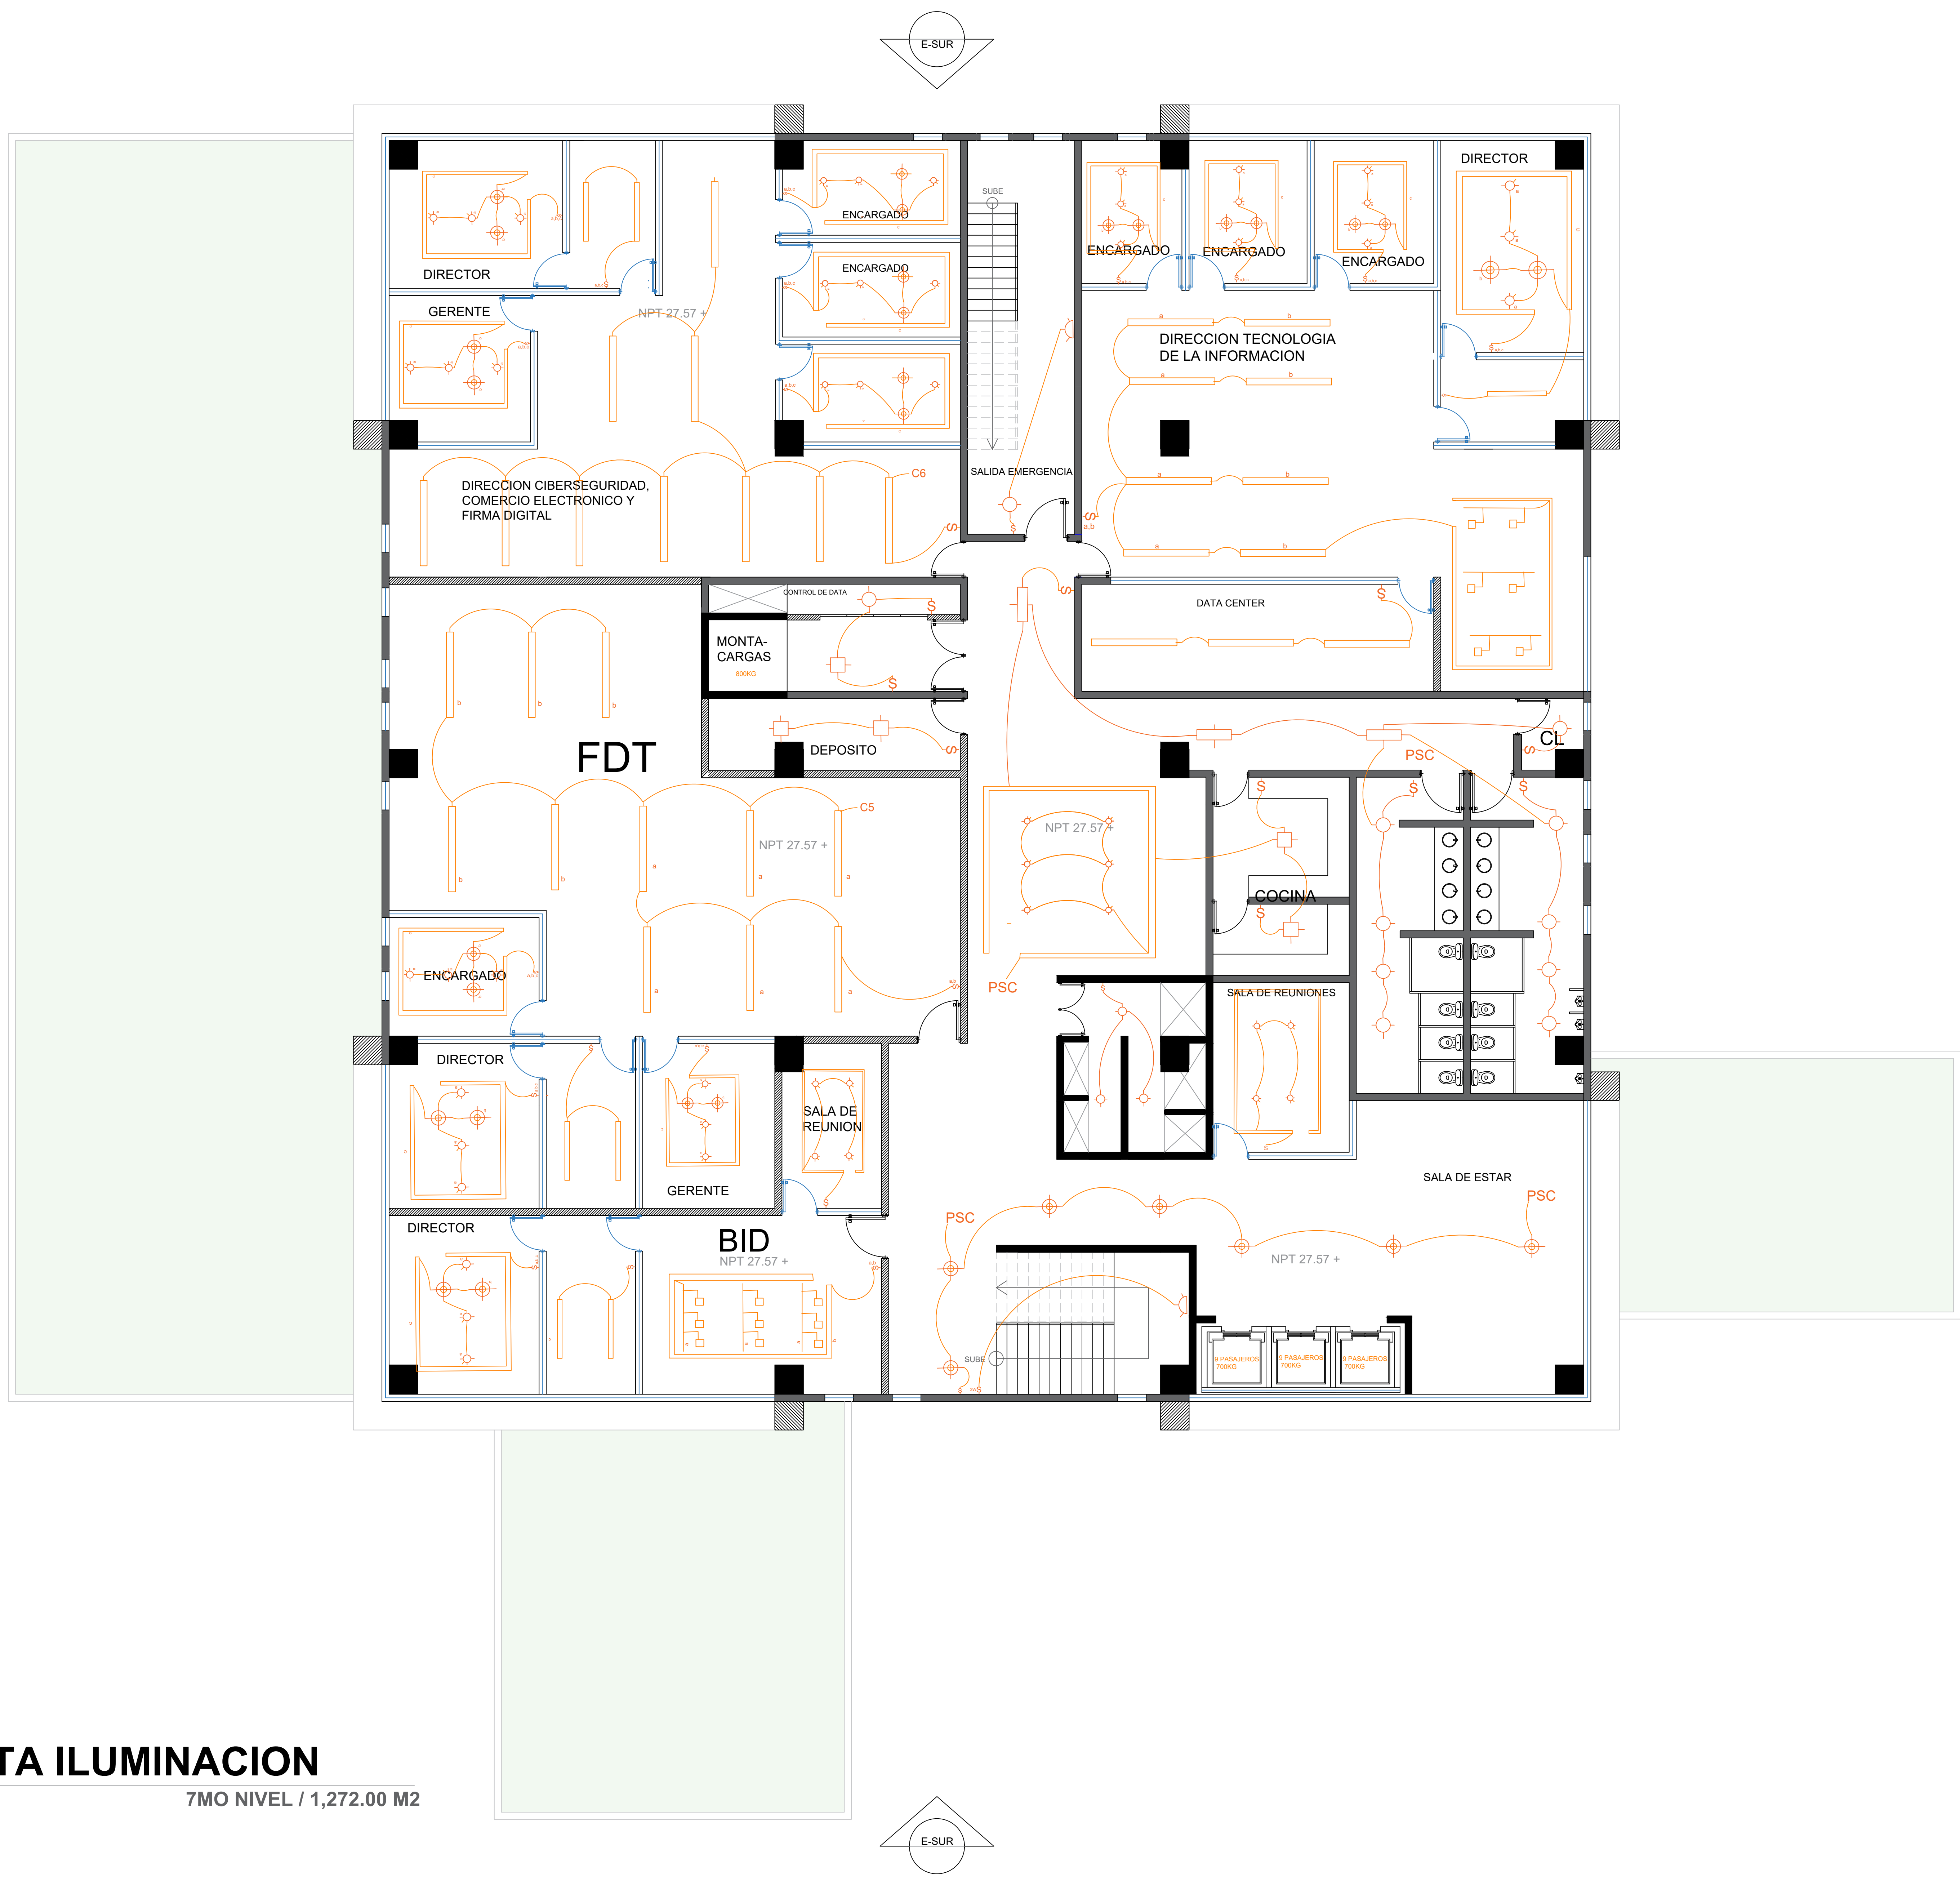 E-SUR
DIRECTOR
SUBE
ENCARGADO
ENCARGADO
ENCARGADO
ENCARGADO
ENCARGADO
DIRECTOR
GERENTE
NPT 27.57 +
DIRECCION TECNOLOGIA
DE LA INFORMACION
a
b
a
b
SALIDA EMERGENCIA
C6
a
b
DIRECCION CIBERSEGURIDAD,
COMERCIO ELECTRONICO Y
FIRMA DIGITAL
a,b
a
b
CONTROL DE DATA
DATA CENTER
MONTA-
CARGAS
800KG
b
b
b
FDT
DEPOSITO
CL
PSC
C5
NPT 27.57 +
NPT 27.57 +
a
a
a
b
b
COCINA
ENCARGADO
PSC
a
a
a
SALA DE REUNIONES
DIRECTOR
SALA DE
REUNION
GERENTE
SALA DE ESTAR
PSC
PSC
DIRECTOR
BID
NPT 27.57 +
NPT 27.57 +
SUBE
9 PASAJEROS
700KG
9 PASAJEROS
700KG
9 PASAJEROS
700KG
TA ILUMINACION
7MO NIVEL / 1,272.00 M2
E-SUR